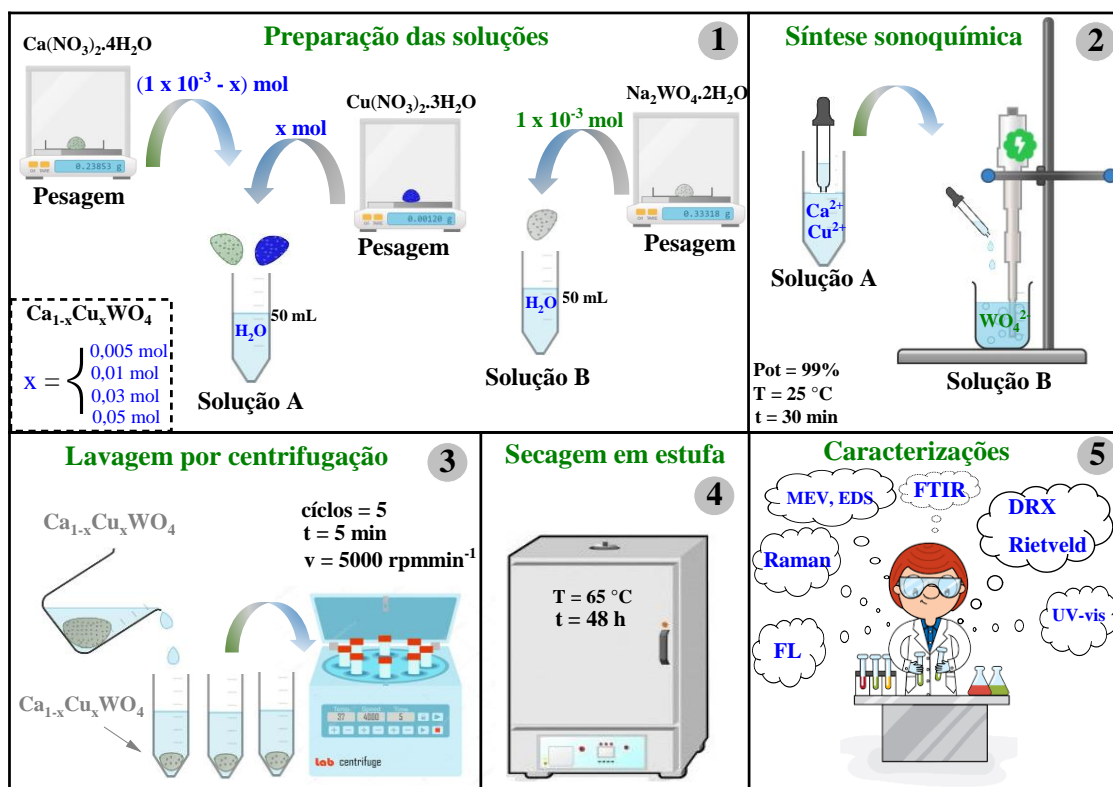 Preparação das soluções
1
Ca(NO₃)₂.4H₂O
(1 x 10⁻³ - x) mol
0.23853 g
Pesagem
Cu(NO₃)₂.3H₂O
x mol
0.00120 g
Pesagem
1 x 10⁻³ mol
Na₂WO₄.2H₂O
0.33318 g
Pesagem
H₂O
50 mL
Solução A
H₂O
50 mL
Solução B
Ca₁₋ₓCuₓWO₄
x =
0,005 mol
0,01 mol
0,03 mol
0,05 mol
Síntese sonoquímica
2
Ca²⁺
Cu²⁺
Solução A
WO₄²⁻
Solução B
Pot = 99%
T = 25 °C
t = 30 min
Lavagem por centrifugação
3
Ca₁₋ₓCuₓWO₄
cíclos = 5
t = 5 min
v = 5000 rpmmin⁻¹
Ca₁₋ₓCuₓWO₄
27 4000 5
Lab centrifuge
Secagem em estufa
4
T = 65 °C
t = 48 h
Caracterizações
5
MEV, EDS
FTIR
DRX
Rietveld
Raman
UV-vis
FL